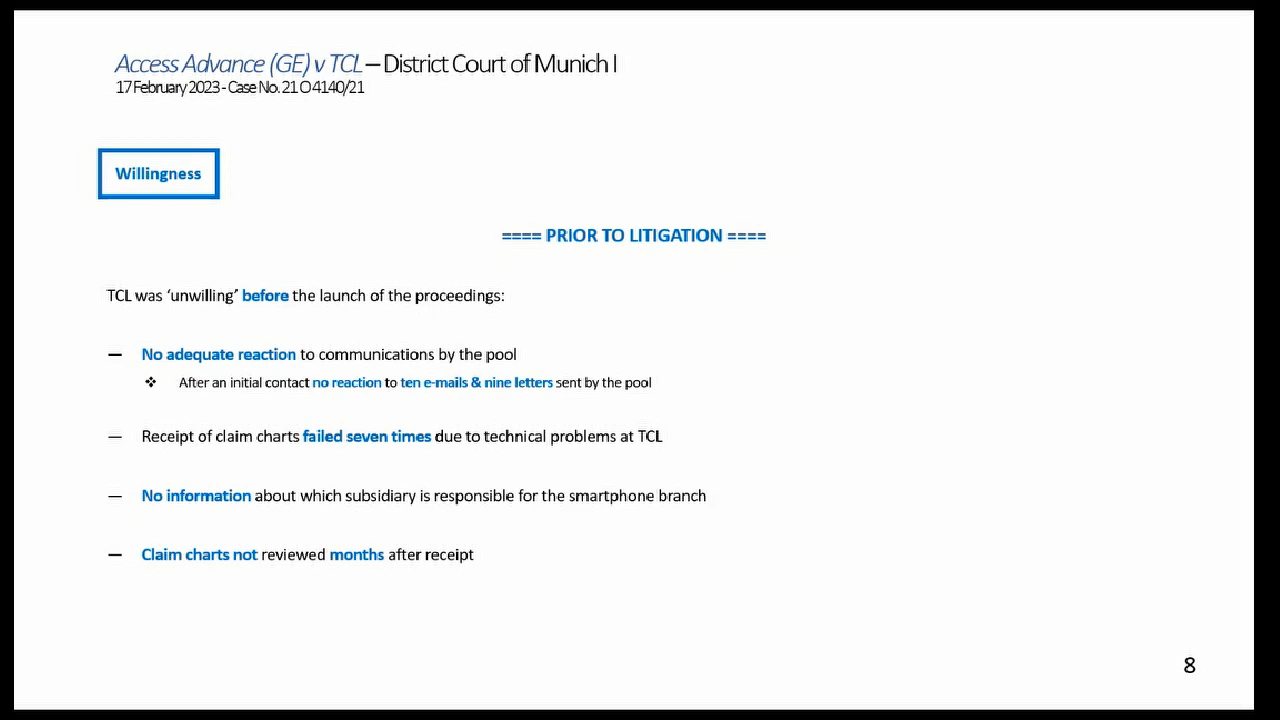 Access Advance (GE) v TCL – District Court of Munich I
17 February 2023 - Case No. 21 O 4140/21
Willingness
==== PRIOR TO LITIGATION ====
TCL was ‘unwilling’ before the launch of the proceedings:
— No adequate reaction to communications by the pool
❖ After an initial contact no reaction to ten e-mails & nine letters sent by the pool
— Receipt of claim charts failed seven times due to technical problems at TCL
— No information about which subsidiary is responsible for the smartphone branch
— Claim charts not reviewed months after receipt
8